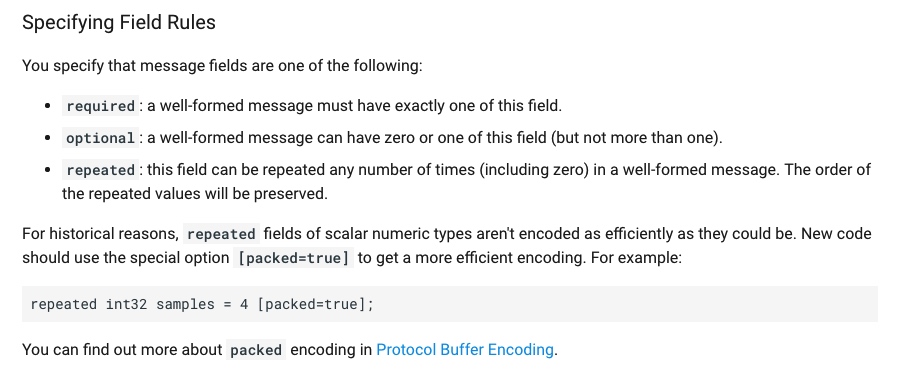 Specifying Field Rules
You specify that message fields are one of the following:
• required: a well-formed message must have exactly one of this field.
• optional: a well-formed message can have zero or one of this field (but not more than one).
• repeated: this field can be repeated any number of times (including zero) in a well-formed message. The order of
the repeated values will be preserved.
For historical reasons, repeated fields of scalar numeric types aren't encoded as efficiently as they could be. New code
should use the special option [packed=true] to get a more efficient encoding. For example:
repeated int32 samples = 4 [packed=true];
You can find out more about packed encoding in Protocol Buffer Encoding.